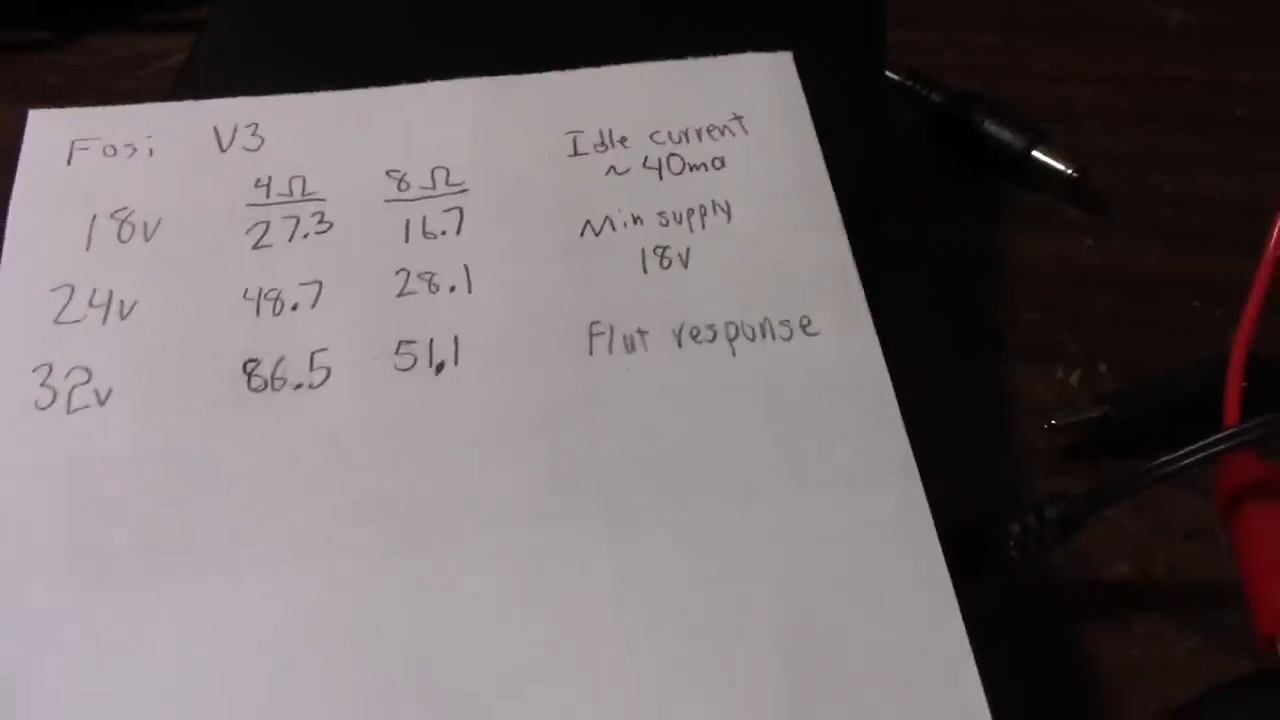 Fosi V3
4Ω 8Ω
18v 27.3 16.7
24v 48.7 28.1
32v 86.5 51.1
Idle current
~ 40ma
Min supply
18v
Flat response